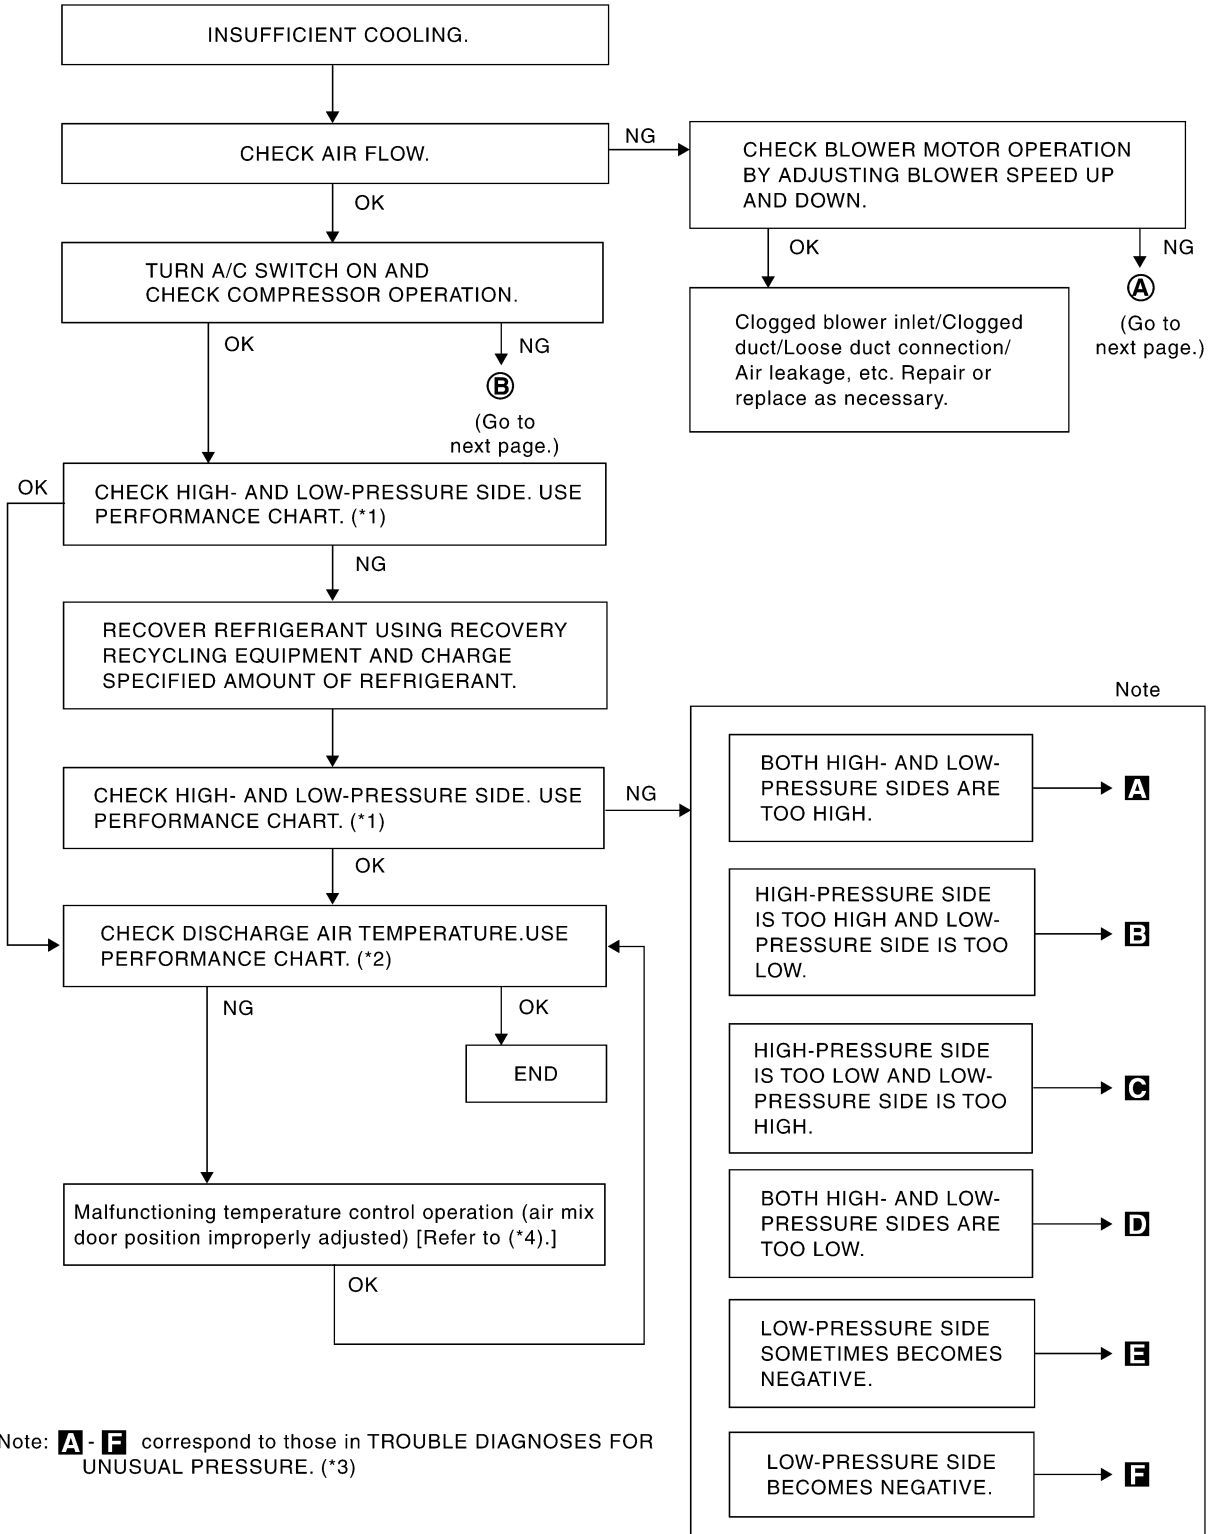 INSUFFICIENT COOLING.
CHECK AIR FLOW.
NG
CHECK BLOWER MOTOR OPERATION
BY ADJUSTING BLOWER SPEED UP
AND DOWN.
OK
OK
NG
TURN A/C SWITCH ON AND
CHECK COMPRESSOR OPERATION.
A
(Go to
next page.)
Clogged blower inlet/Clogged
duct/Loose duct connection/
Air leakage, etc. Repair or
replace as necessary.
OK
NG
B
(Go to
next page.)
OK
CHECK HIGH- AND LOW-PRESSURE SIDE. USE
PERFORMANCE CHART. (*1)
NG
RECOVER REFRIGERANT USING RECOVERY
RECYCLING EQUIPMENT AND CHARGE
SPECIFIED AMOUNT OF REFRIGERANT.
CHECK HIGH- AND LOW-PRESSURE SIDE. USE
PERFORMANCE CHART. (*1)
NG
OK
CHECK DISCHARGE AIR TEMPERATURE.USE
PERFORMANCE CHART. (*2)
NG
OK
END
Malfunctioning temperature control operation (air mix
door position improperly adjusted) [Refer to (*4).]
OK
Note
BOTH HIGH- AND LOW-
PRESSURE SIDES ARE
TOO HIGH.
A
HIGH-PRESSURE SIDE
IS TOO HIGH AND LOW-
PRESSURE SIDE IS TOO
LOW.
B
HIGH-PRESSURE SIDE
IS TOO LOW AND LOW-
PRESSURE SIDE IS TOO
HIGH.
C
BOTH HIGH- AND LOW-
PRESSURE SIDES ARE
TOO LOW.
D
LOW-PRESSURE SIDE
SOMETIMES BECOMES
NEGATIVE.
E
LOW-PRESSURE SIDE
BECOMES NEGATIVE.
F
Note: A - F correspond to those in TROUBLE DIAGNOSES FOR
UNUSUAL PRESSURE. (*3)